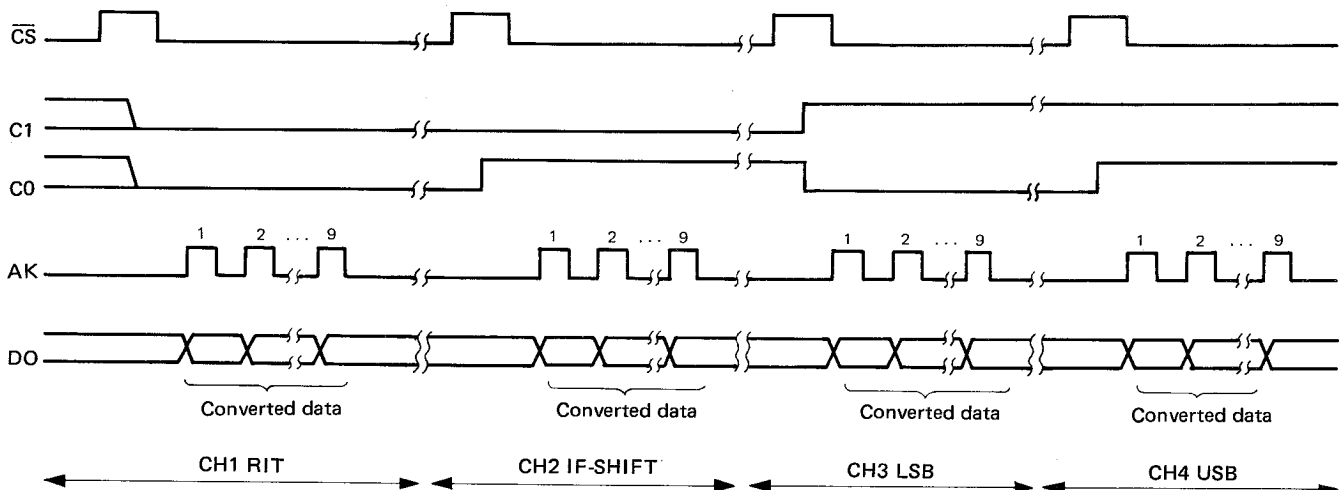 CS
C1
C0
1 2 ... 9 1 2 ... 9 1 2 ... 9 1 2 ... 9
AK
DO
Converted data Converted data Converted data Converted data
CH1 RIT CH2 IF-SHIFT CH3 LSB CH4 USB